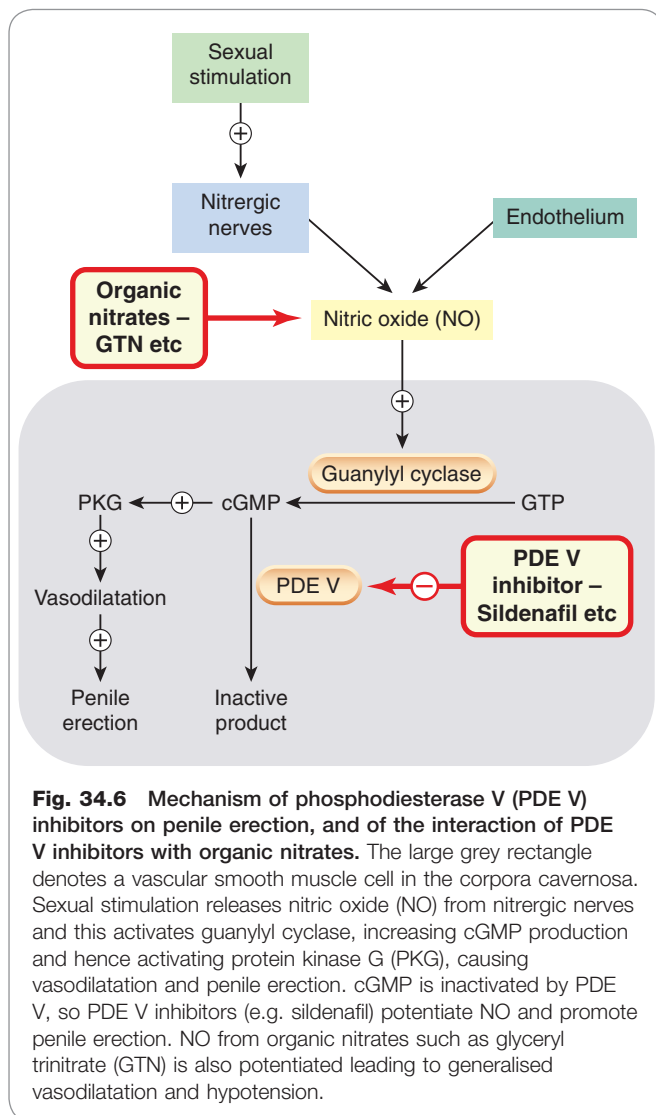 Sexual
stimulation
+
Nitrergic
nerves
Endothelium
Organic
nitrates –
GTN etc
Nitric oxide (NO)
+
Guanylyl cyclase
PKG
+
cGMP
GTP
+
PDE V
−
PDE V
inhibitor –
Sildenafil etc
Vasodilatation
+
Penile
erection
Inactive
product
Fig. 34.6 Mechanism of phosphodiesterase V (PDE V)
inhibitors on penile erection, and of the interaction of PDE
V inhibitors with organic nitrates. The large grey rectangle
denotes a vascular smooth muscle cell in the corpora cavernosa.
Sexual stimulation releases nitric oxide (NO) from nitrergic nerves
and this activates guanylyl cyclase, increasing cGMP production
and hence activating protein kinase G (PKG), causing
vasodilatation and penile erection. cGMP is inactivated by PDE
V, so PDE V inhibitors (e.g. sildenafil) potentiate NO and promote
penile erection. NO from organic nitrates such as glyceryl
trinitrate (GTN) is also potentiated leading to generalised
vasodilatation and hypotension.